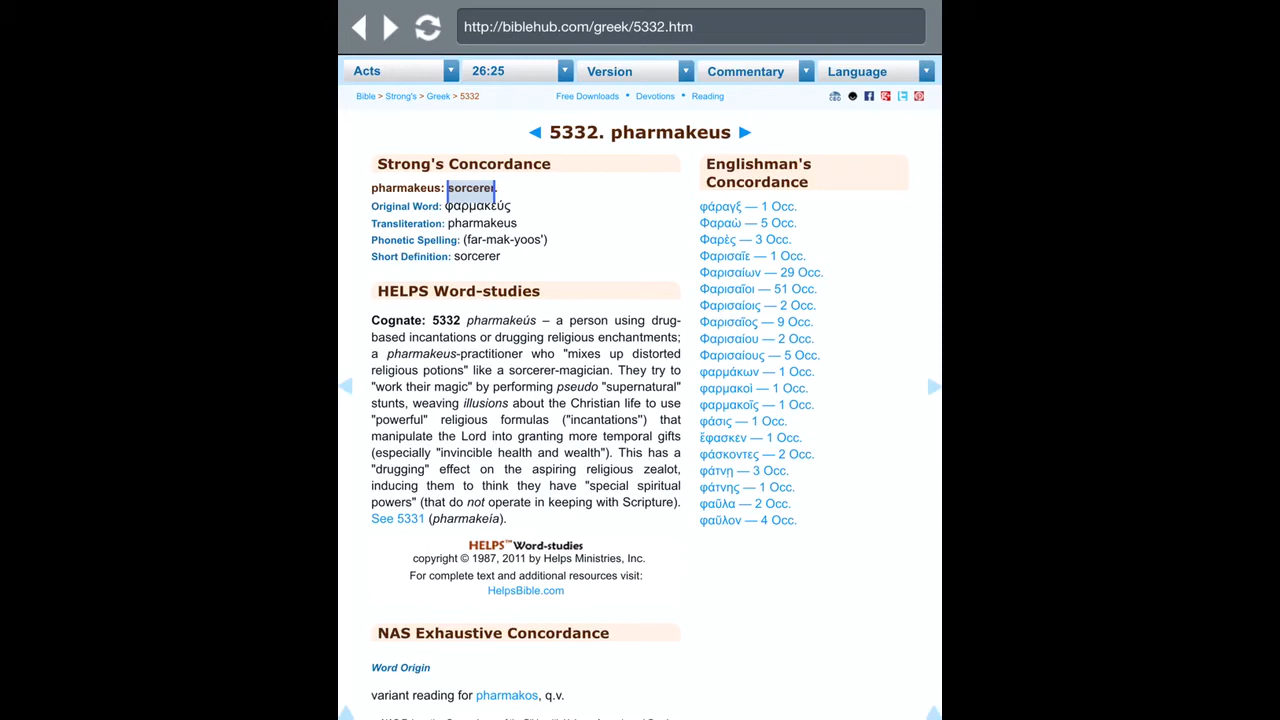 http://biblehub.com/greek/5332.htm
Acts 26:25 Version Commentary Language
Bible > Strong's > Greek > 5332 Free Downloads • Devotions • Reading
◄ 5332. pharmakeus ►
Strong's Concordance
pharmakeus: sorcerer.
Original Word: φαρμακεύς
Transliteration: pharmakeus
Phonetic Spelling: (far-mak-yoos')
Short Definition: sorcerer
HELPS Word-studies
Cognate: 5332 pharmakeús – a person using drug-
based incantations or drugging religious enchantments;
a pharmakeus-practitioner who "mixes up distorted
religious potions" like a sorcerer-magician. They try to
"work their magic" by performing pseudo "supernatural"
stunts, weaving illusions about the Christian life to use
"powerful" religious formulas ("incantations") that
manipulate the Lord into granting more temporal gifts
(especially "invincible health and wealth"). This has a
"drugging" effect on the aspiring religious zealot,
inducing them to think they have "special spiritual
powers" (that do not operate in keeping with Scripture).
See 5331 (pharmakeía).
HELPS™ Word-studies
copyright © 1987, 2011 by Helps Ministries, Inc.
For complete text and additional resources visit:
HelpsBible.com
NAS Exhaustive Concordance
Word Origin
variant reading for pharmakos, q.v.
Englishman's
Concordance
φάραγξ — 1 Occ.
Φαραὼ — 5 Occ.
Φαρὲς — 3 Occ.
Φαρισαῖε — 1 Occ.
Φαρισαίων — 29 Occ.
Φαρισαῖοι — 51 Occ.
Φαρισαίοις — 2 Occ.
Φαρισαῖος — 9 Occ.
Φαρισαίου — 2 Occ.
Φαρισαίους — 5 Occ.
φαρμάκων — 1 Occ.
φαρμακοὶ — 1 Occ.
φαρμακοῖς — 1 Occ.
φάσις — 1 Occ.
ἔφασκεν — 1 Occ.
φάσκοντες — 2 Occ.
φάτνῃ — 3 Occ.
φάτνης — 1 Occ.
φαῦλα — 2 Occ.
φαῦλον — 4 Occ.